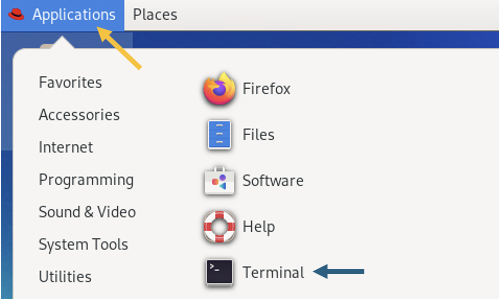 Applications Places
Favorites
Accessories
Internet
Programming
Sound & Video
System Tools
Utilities
Firefox
Files
Software
Help
Terminal